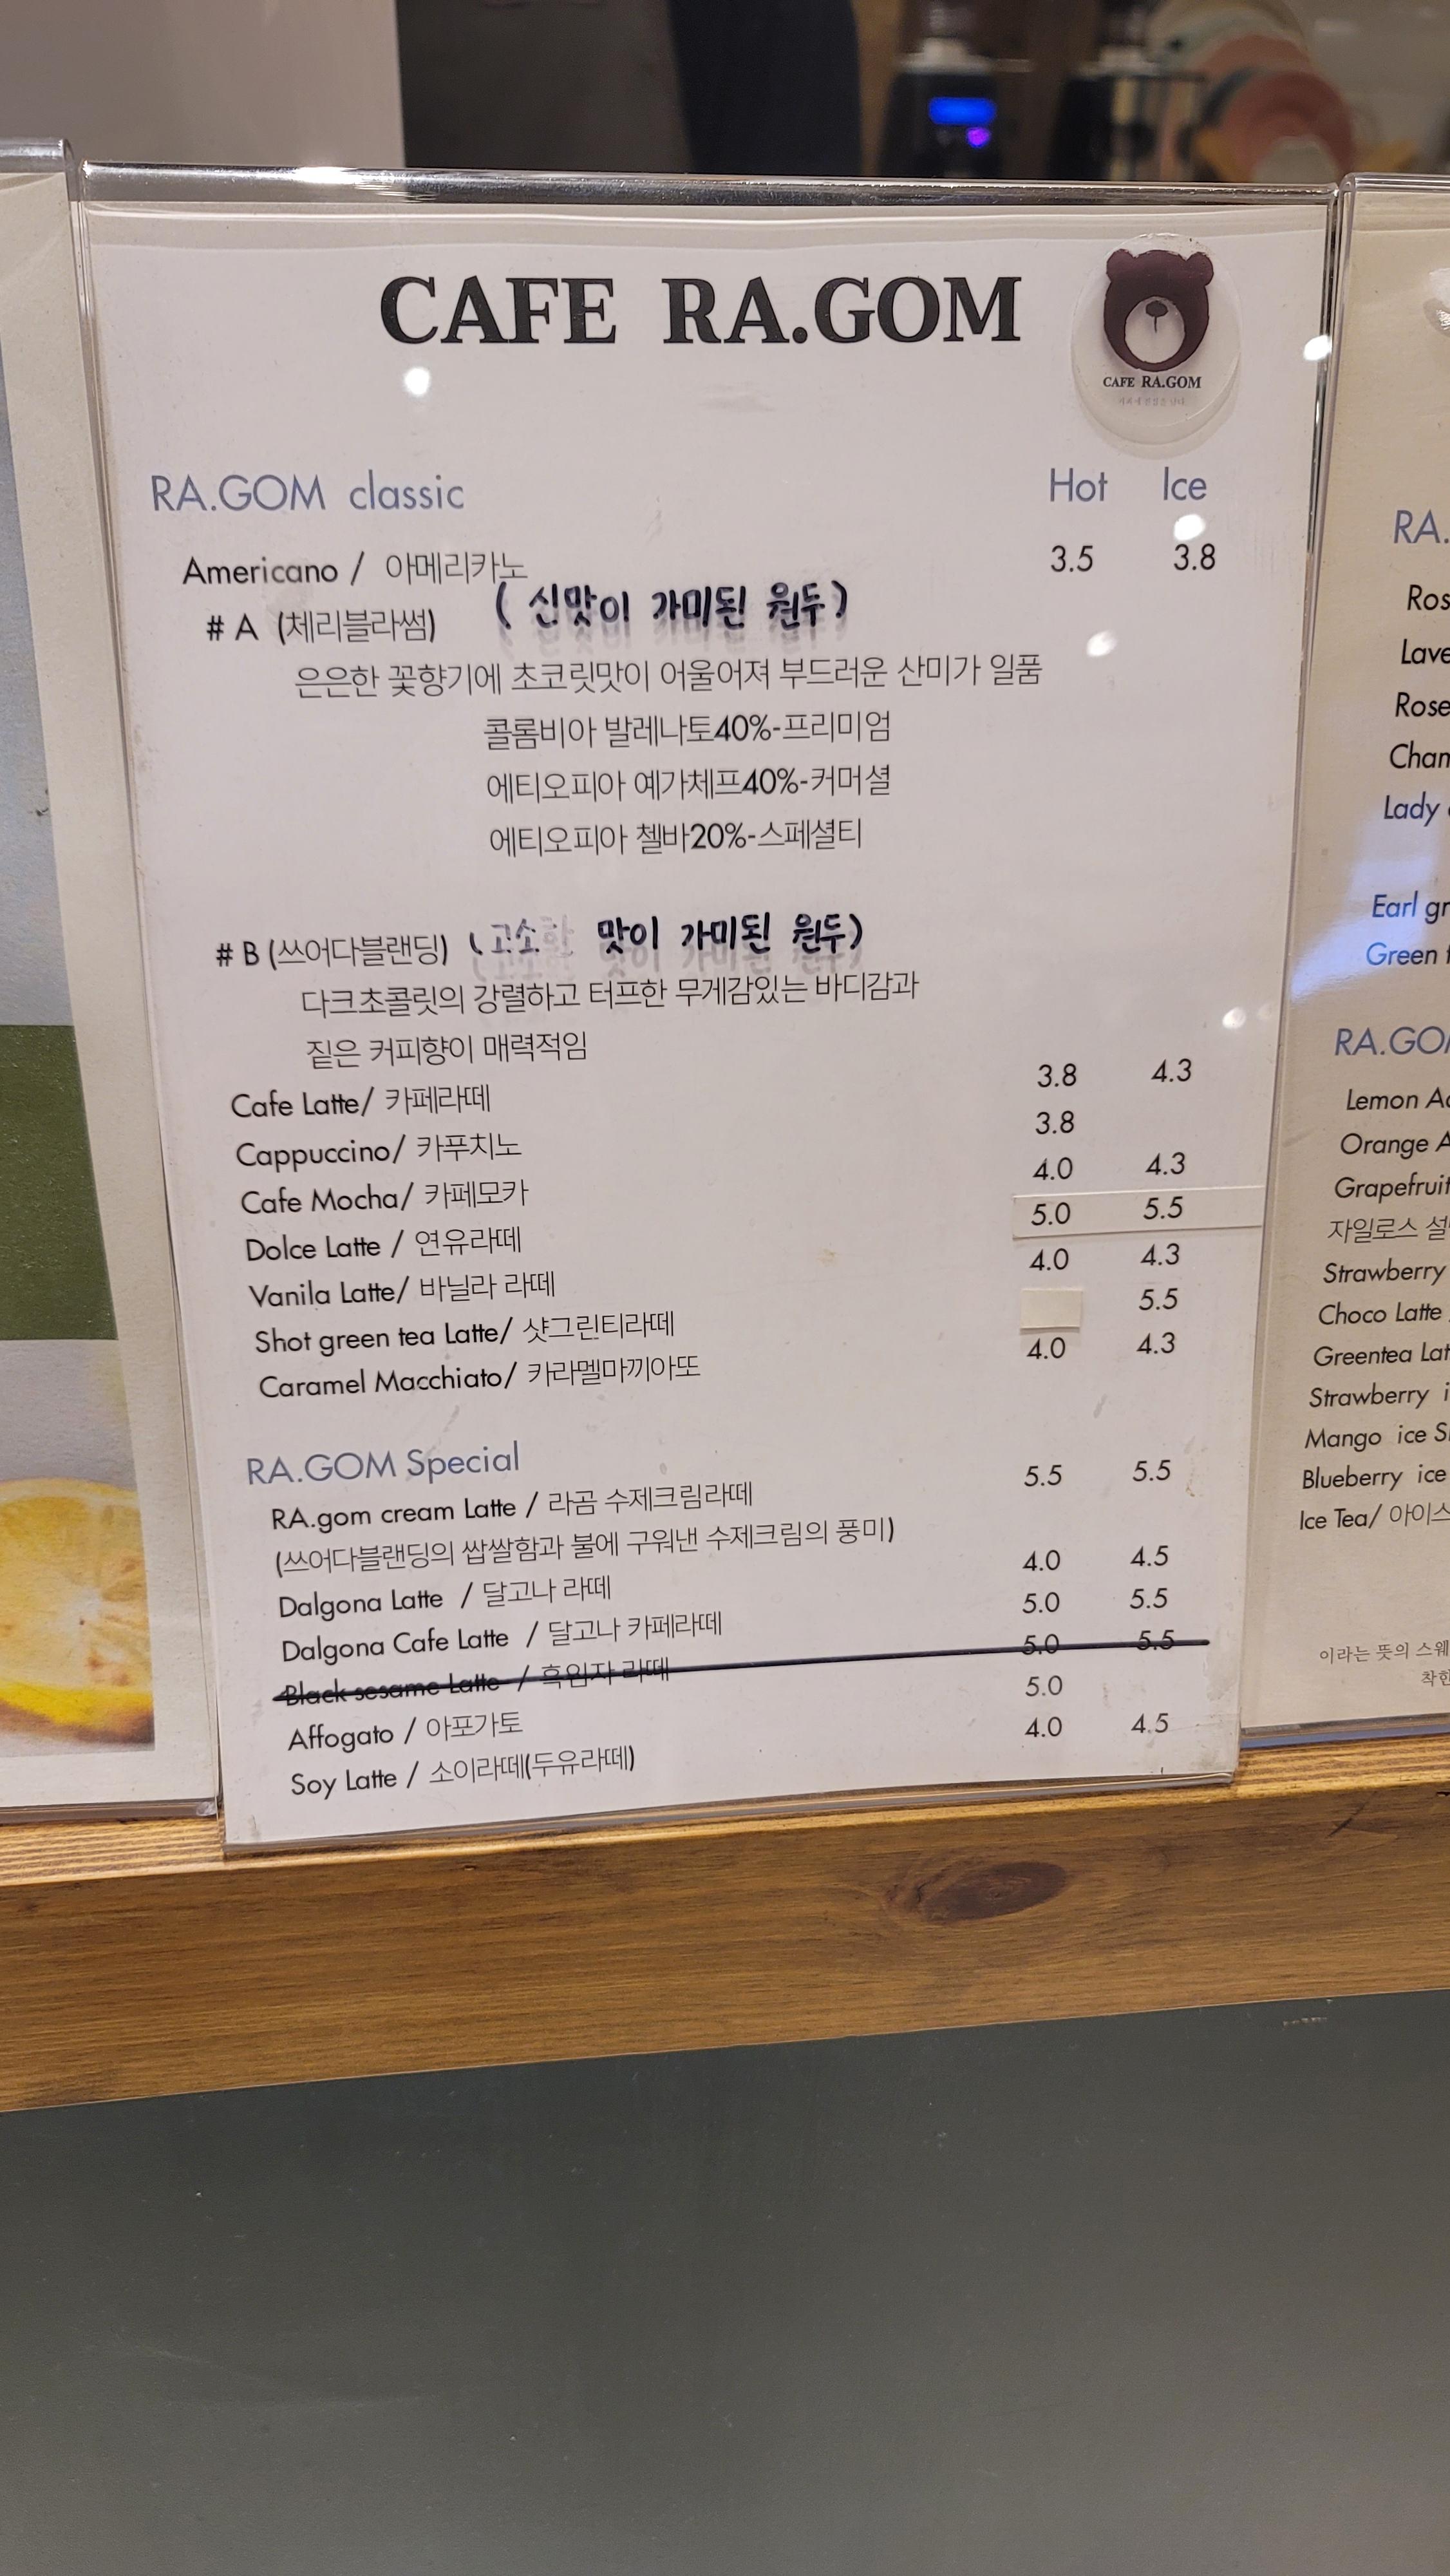 CAFE RA.GOM
CAFE RA.GOM
RA.GOM classic Hot Ice
Americano / 아메리카노 3.5 3.8
# A (체리블라썸) ( 신맛이 가미된 원두)
은은한 꽃향기에 초코릿맛이 어울어져 부드러운 산미가 일품
콜롬비아 발레나토40%-프리미엄
에티오피아 예가체프40%-커머셜
에티오피아 첼바20%-스페셜티
# B (쓰어다블랜딩) (고소한 맛이 가미된 원두)
다크초콜릿의 강렬하고 터프한 무게감있는 바디감과
짙은 커피향이 매력적임
Cafe Latte/ 카페라떼 3.8 4.3
Cappuccino/ 카푸치노 3.8
Cafe Mocha/ 카페모카 4.0 4.3
Dolce Latte / 연유라떼 5.0 5.5
Vanila Latte/ 바닐라 라떼 4.0 4.3
Shot green tea Latte/ 샷그린티라떼 5.5
Caramel Macchiato/ 카라멜마끼아또 4.0 4.3
RA.GOM Special
RA.gom cream Latte / 라곰 수제크림라떼 5.5 5.5
(쓰어다블랜딩의 쌉쌀함과 불에 구워낸 수제크림의 풍미)
Dalgona Latte / 달고나 라떼 4.0 4.5
Dalgona Cafe Latte / 달고나 카페라떼 5.0 5.5
Black sesame Latte / 흑임자 라떼 5.0 5.5
Affogato / 아포가토 5.0
Soy Latte / 소이라떼(두유라떼) 4.0 4.5
RA.
Ros
Lave
Rose
Cham
Lady
Earl gr
Green t
RA.GO
Lemon A
Orange A
Grapefruit
자일로스 설
Strawberry
Choco Latte
Greentea Lat
Strawberry i
Mango ice S
Blueberry ice
Ice Tea/ 아이스
이라는 뜻의 스웨
착한